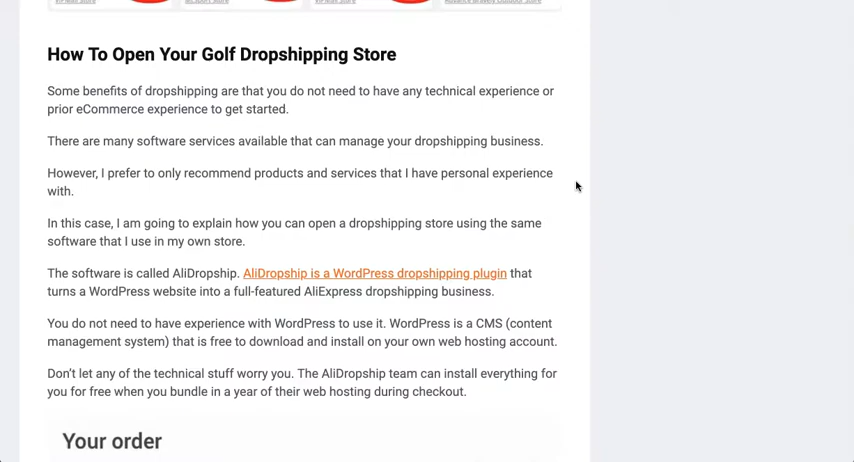 How To Open Your Golf Dropshipping Store
Some benefits of dropshipping are that you do not need to have any technical experience or
prior eCommerce experience to get started.
There are many software services available that can manage your dropshipping business.
However, I prefer to only recommend products and services that I have personal experience
with.
In this case, I am going to explain how you can open a dropshipping store using the same
software that I use in my own store.
The software is called AliDropship. AliDropship is a WordPress dropshipping plugin that
turns a WordPress website into a full-featured AliExpress dropshipping business.
You do not need to have experience with WordPress to use it. WordPress is a CMS (content
management system) that is free to download and install on your own web hosting account.
Don’t let any of the technical stuff worry you. The AliDropship team can install everything for
you for free when you bundle in a year of their web hosting during checkout.
Your order